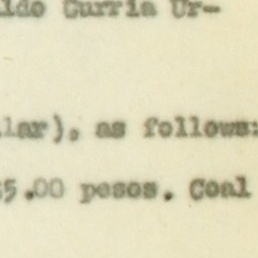 ldo Curria Ur-
lar), as follows:
5.00 pesos. Coal